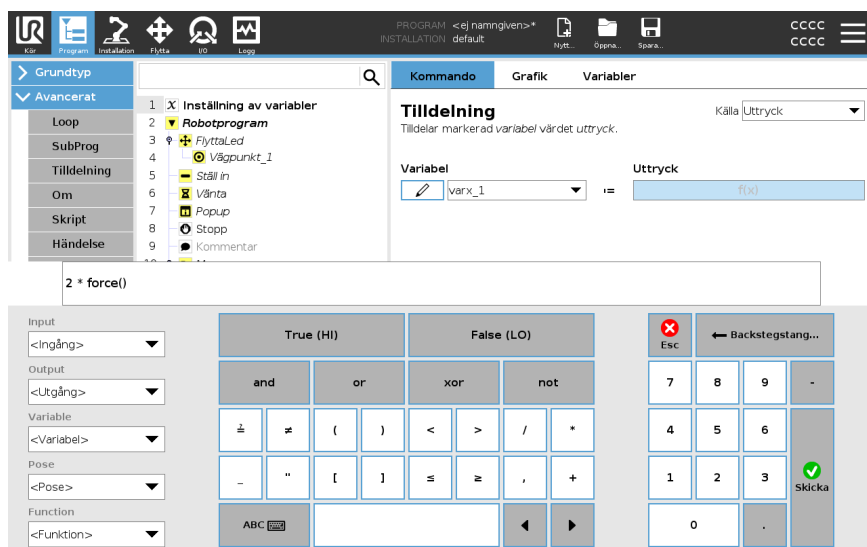 UR
Kör
Program
Installation
Flytta
I/O
Logg
PROGRAM <ej namngiven>*
INSTALLATION default
Nytt...
Öppna...
Spara...
CCCC
CCCC
Grundtyp
Avancerat
Loop
SubProg
Tilldelning
Om
Skript
Händelse
1 X Inställning av variabler
2 Robotprogram
3 FlyttaLed
4 Vägpunkt_1
5 Ställ in
6 Vänta
7 Popup
8 Stopp
9 Kommentar
Kommando Grafik Variabler
Tilldelning
Källa Uttryck
Tilldelar markerad variabel värdet uttryck.
Variabel Uttryck
varx_1 := f(x)
2 * force()
Input
<Ingång>
Output
<Utgång>
Variable
<Variabel>
Pose
<Pose>
Function
<Funktion>
True (HI) False (LO)
and or xor not
≟ ≠ ( ) < > / *
_ " [ ] ≤ ≥ , +
ABC
Esc Backstegstang...
7 8 9 -
4 5 6
1 2 3 Skicka
0 .